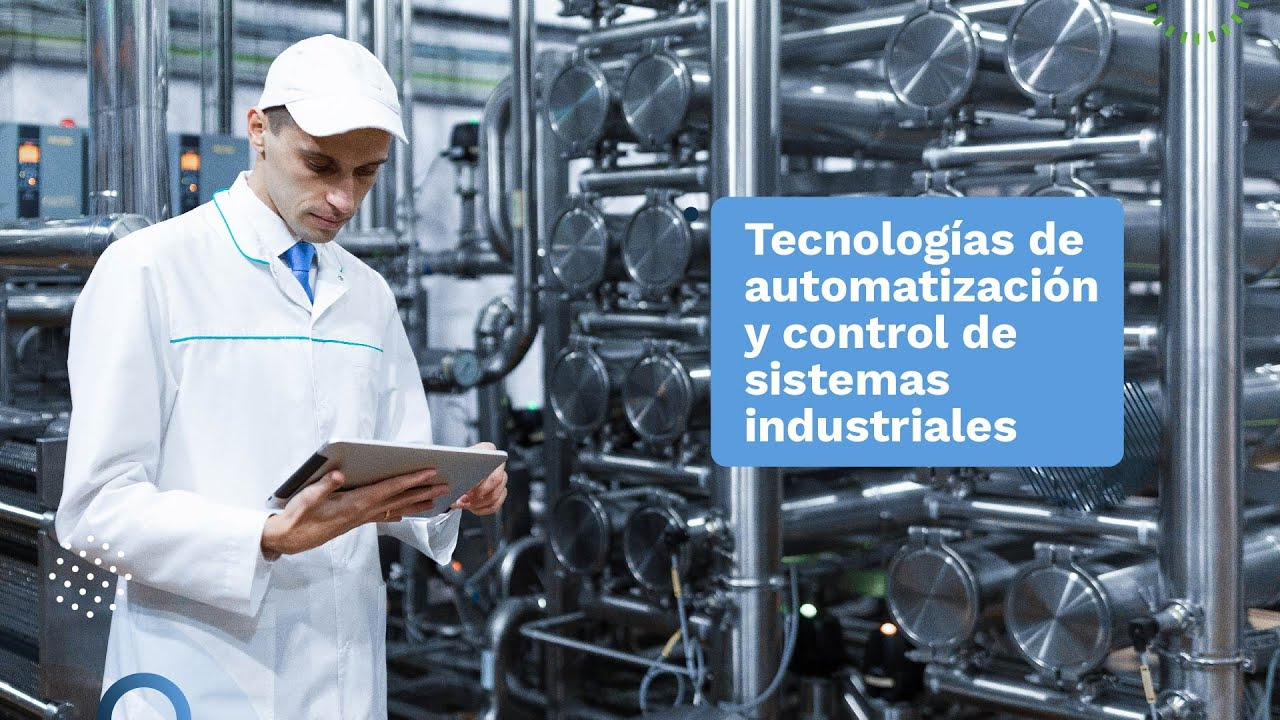 Tecnologías de
automatización
y control de
sistemas
industriales